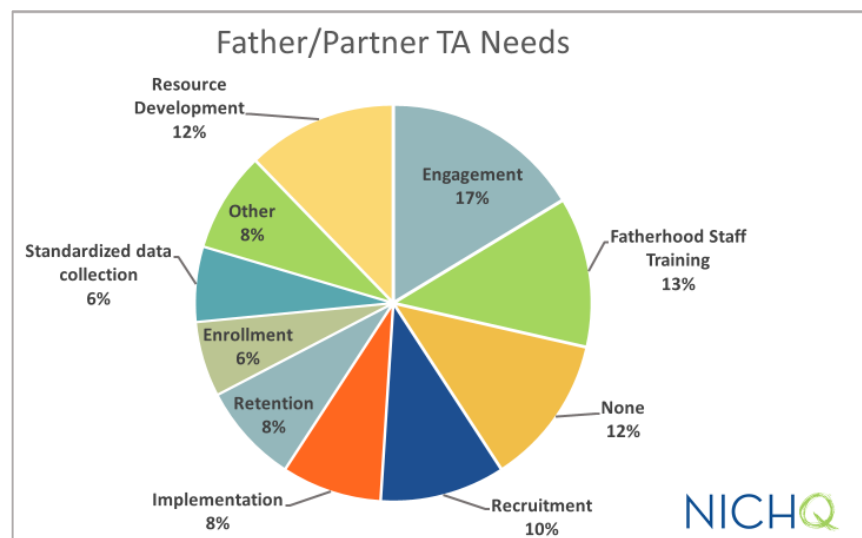 Father/Partner TA Needs
Resource
Development
12%
Engagement
17%
Other
8%
Fatherhood Staff
Training
13%
Standardized data
collection
6%
Enrollment
6%
Retention
8%
None
12%
Implementation
8%
Recruitment
10%
NICHQ